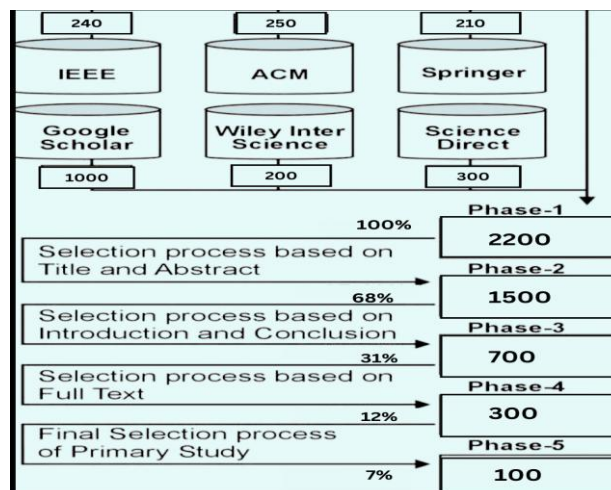 240 250 210
IEEE ACM Springer
Google Scholar
Wiley Inter Science
Science Direct
1000 200 300
Phase-1
100%
2200
Selection process based on
Title and Abstract
Phase-2
68%
1500
Selection process based on
Introduction and Conclusion
Phase-3
31%
700
Selection process based on
Full Text
Phase-4
12%
300
Final Selection process
of Primary Study
Phase-5
7%
100